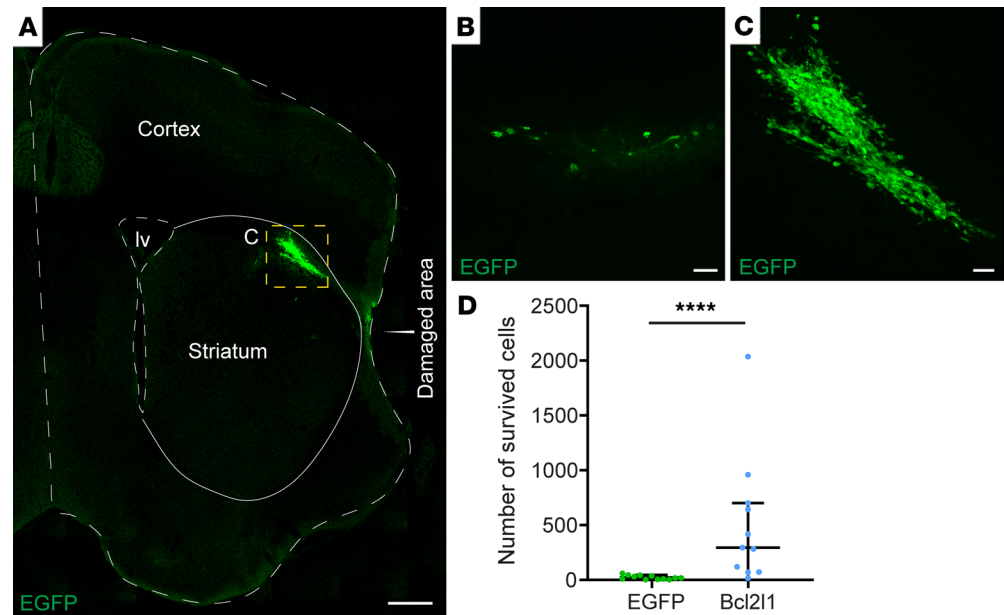 A
Cortex
lv
C
Striatum
Damaged area
EGFP
B
EGFP
C
EGFP
D
****
Number of survived cells
2500
2000
1500
1000
500
0
EGFP
Bcl2l1